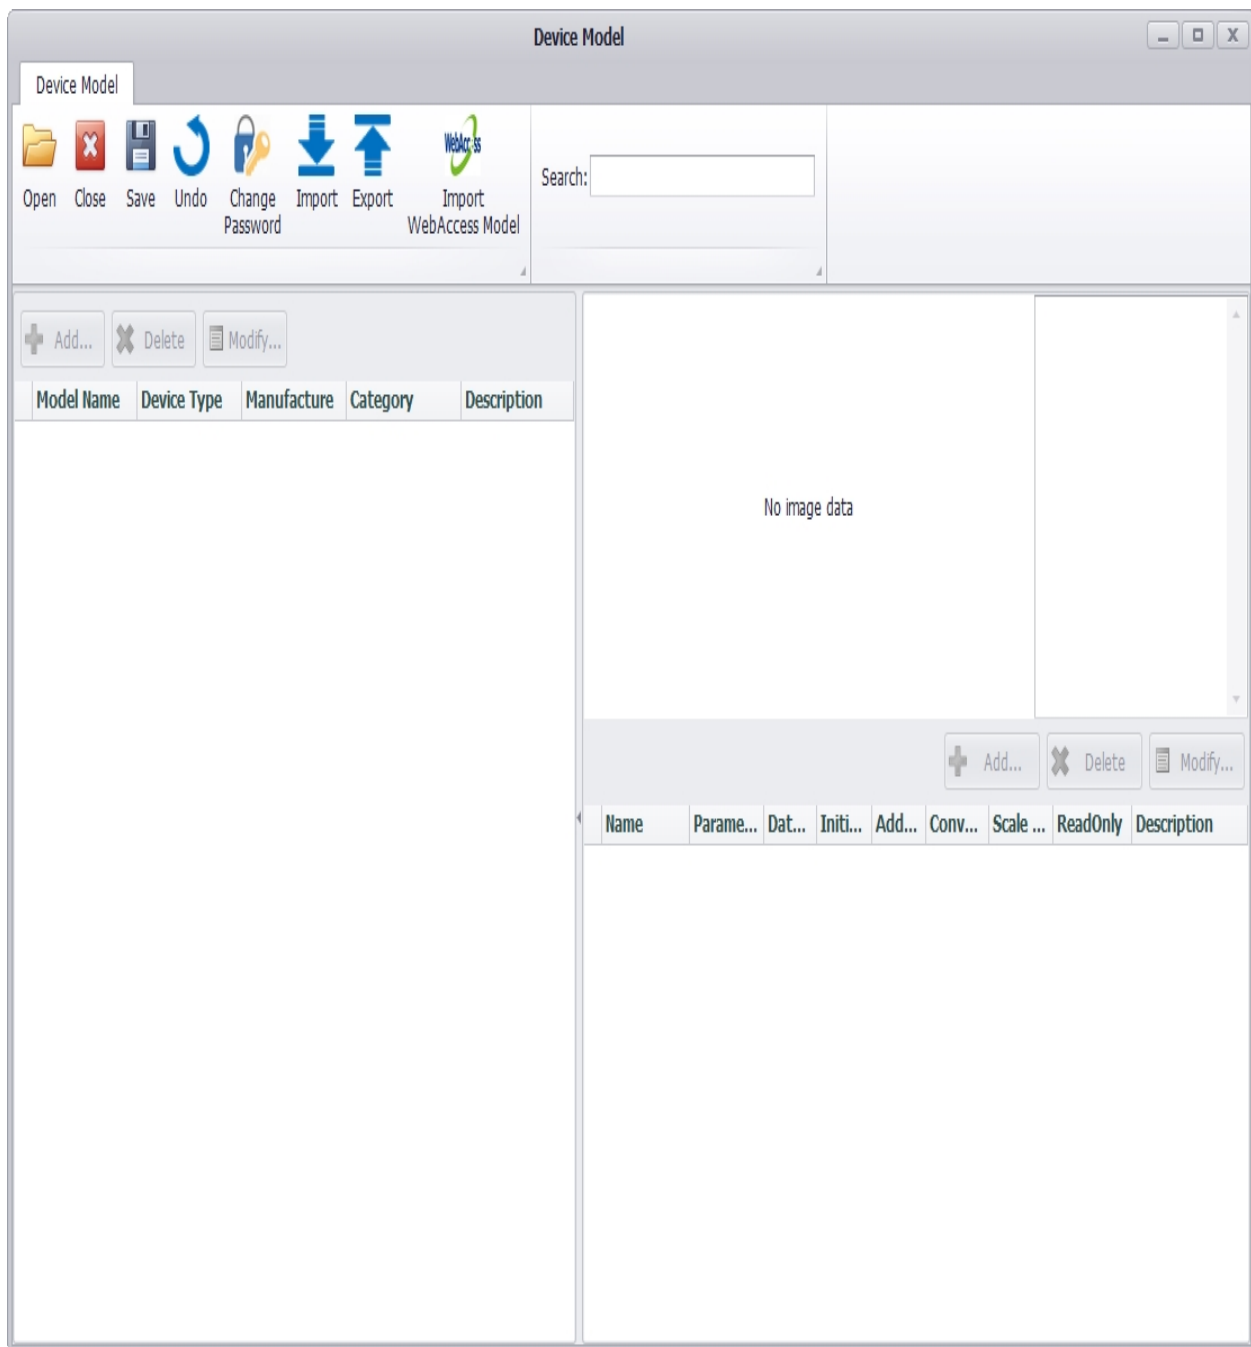 Device Model
Device Model
Open Close Save Undo Change Password Import Export Import WebAccess Model
Search:
Add... Delete Modify...
Model Name Device Type Manufacture Category Description
No image data
Add... Delete Modify...
Name Parame... Dat... Initi... Add... Conv... Scale ... ReadOnly Description